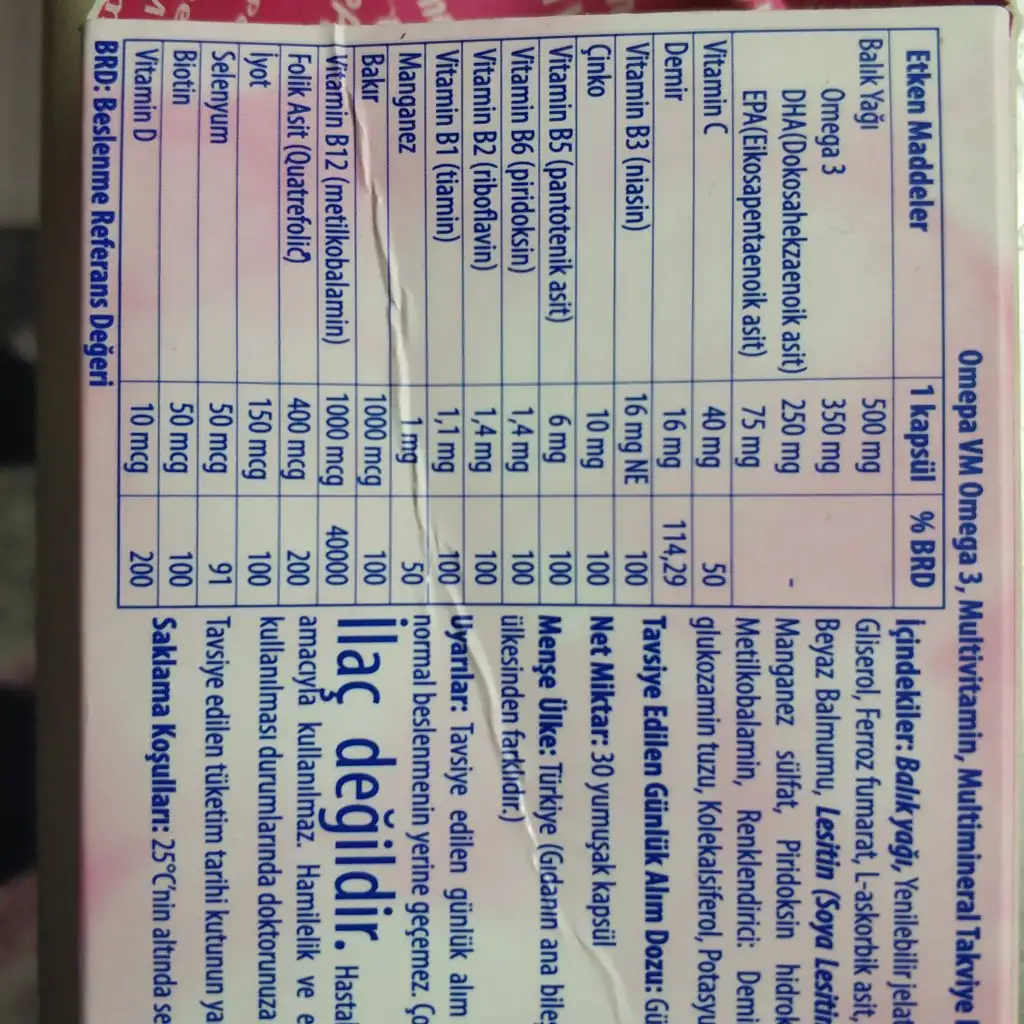 Omepa VM Omega 3, Multivitamin, Multimineral Takviye
Etken Maddeler 1 kapsül % BRD
Balık Yağı 500 mg
Omega 3 350 mg
DHA(Dokosahekzaenoik asit) 250 mg -
EPA(Eikosapentaenoik asit) 75 mg
Vitamin C 40 mg 50
Demir 16 mg 114,29
Vitamin B3 (niasin) 16 mg NE 100
Çinko 10 mg 100
Vitamin B5 (pantotenik asit) 6 mg 100
Vitamin B6 (piridoksin) 1,4 mg 100
Vitamin B2 (riboflavin) 1,4 mg 100
Vitamin B1 (tiamin) 1,1 mg 100
Manganez 1 mg 50
Bakır 1000 mcg 100
Vitamin B12 (metilkobalamin) 1000 mcg 40000
Folik Asit (Quatrefolic) 400 mcg 200
İyot 150 mcg 100
Selenyum 50 mcg 91
Biotin 50 mcg 100
Vitamin D 10 mcg 200
BRD: Beslenme Referans Değeri
İçindekiler: Balık yağı, Yenilebilir jelat
Gliserol, Ferroz fumarat, L-askorbik asit,
Beyaz Balmumu, Lesitin (Soya Lesitin
Manganez sülfat, Piridoksin hidrok
Metilkobalamin, Renklendirici: Demi
glukozamin tuzu, Kolekalsiferol, Potasyu
Tavsiye Edilen Günlük Alım Dozu: Gü
Net Miktar: 30 yumuşak kapsül
Menşe Ülke: Türkiye (Gıdanın ana bileş
ülkesinden farklıdır.)
Uyarılar: Tavsiye edilen günlük alım
normal beslenmenin yerine geçemez. Ço
İlaç değildir. Hastal
amacıyla kullanılmaz. Hamilelik ve e
kullanılması durumlarında doktorunuza
Tavsiye edilen tüketim tarihi kutunun ya
Saklama Koşulları: 25°C'nin altında se